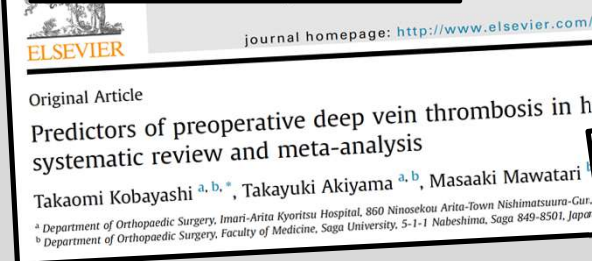 ELSEVIER
journal homepage: http://www.elsevier.com/
Original Article
Predictors of preoperative deep vein thrombosis in h
systematic review and meta-analysis
Takaomi Kobayashi a, b, *, Takayuki Akiyama a, b, Masaaki Mawatari
a Department of Orthopaedic Surgery, Imari-Arita Kyoritsu Hospital, 860 Ninosekou Arita-Town Nishimatsuura-Gun,
b Department of Orthopaedic Surgery, Faculty of Medicine, Saga University, 5-1-1 Nabeshima, Saga 849-8501, Japan